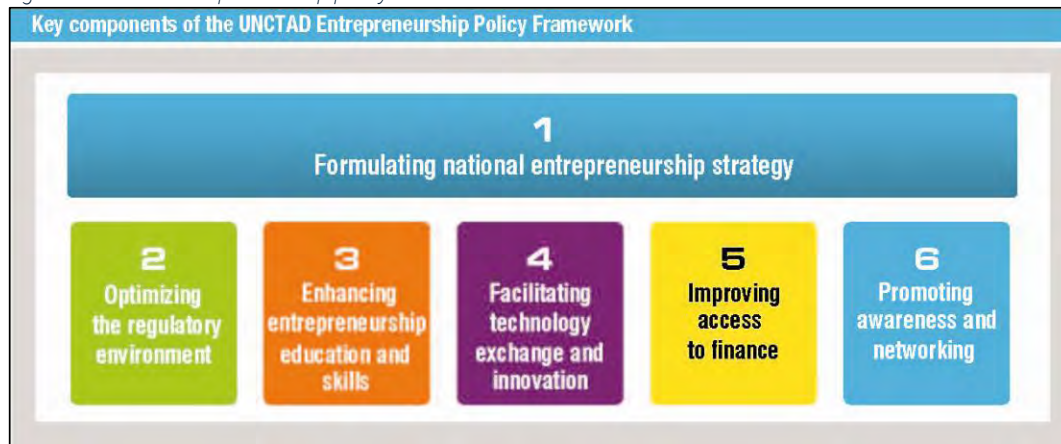 Key components of the UNCTAD Entrepreneurship Policy Framework
1
Formulating national entrepreneurship strategy
2
Optimizing
the regulatory
environment
3
Enhancing
entrepreneurship
education and
skills
4
Facilitating
technology
exchange and
innovation
5
Improving
access
to finance
6
Promoting
awareness and
networking